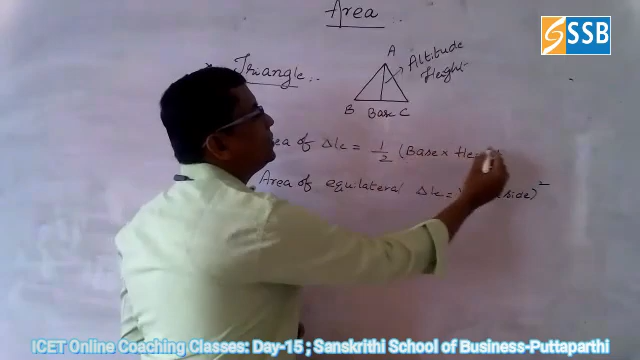 Area
SSB
Triangle
A
Altitude
Height
B Base C
of Δle = 1/2 (Base x He
Area of equilateral Δle = side)²
ICET Online Coaching Classes: Day-15 ; Sanskrithi School of Business-Puttaparthi